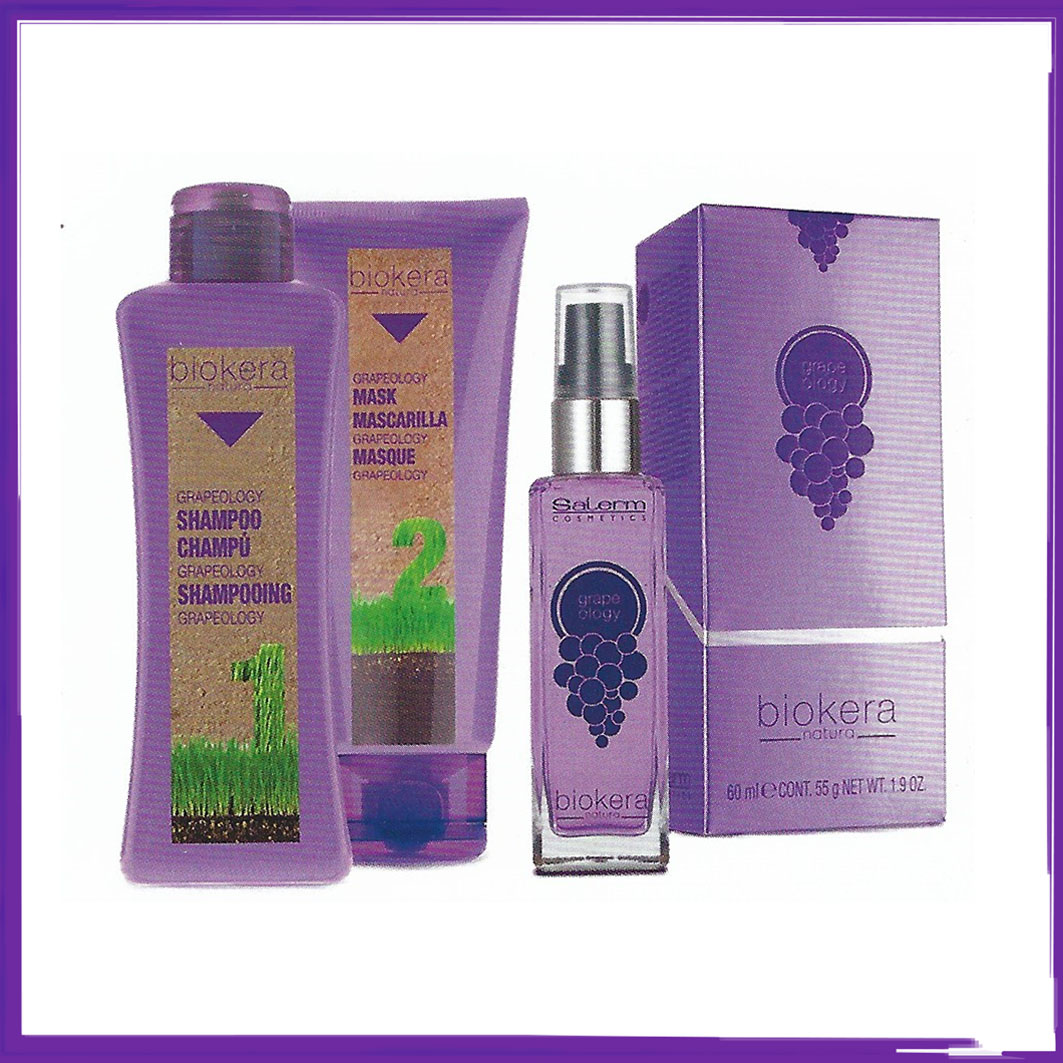 biokera
natura
GRAPEOLOGY
SHAMPOO
CHAMPÚ
GRAPEOLOGY
SHAMPOOING
GRAPEOLOGY
1
biokera
natura
GRAPEOLOGY
MASK
MASCARILLA
GRAPEOLOGY
MASQUE
GRAPEOLOGY
2
Salerm
COSMETICS
grape
ology
biokera
natura
grape
ology
biokera
natura
60 ml e CONT. 55 g NET WT. 1.9 OZ.